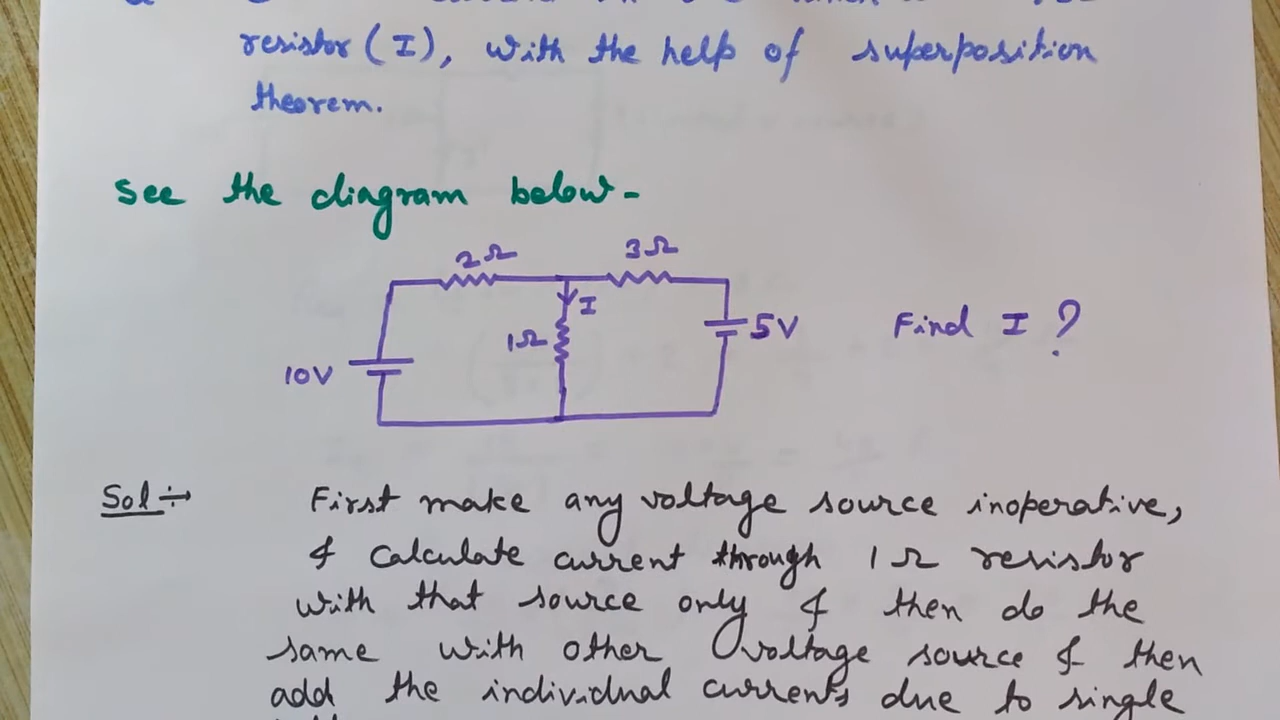 resistor (I), with the help of superposition
theorem.
see the diagram below-
2Ω
3Ω
I
1Ω
5V
10V
Find I ?
Sol ÷
First make any voltage source inoperative,
& calculate current through 1Ω resistor
with that source only & then do the
same with other voltage source & then
add the individual currents due to single